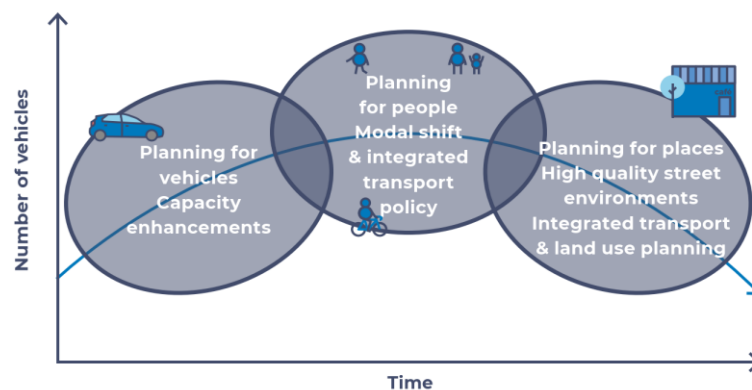 Number of vehicles
Planning for
vehicles
Capacity
enhancements
Planning
for people
Modal shift
& integrated
transport
policy
Planning for places
High quality street
environments
Integrated transport
& land use planning
Time